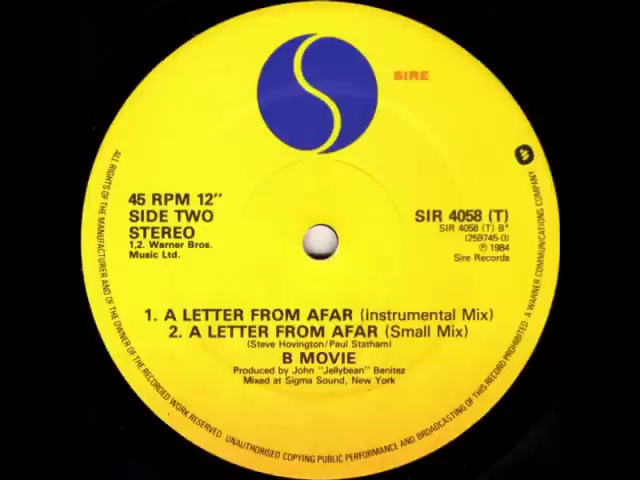 SIRE
45 RPM 12"
SIDE TWO
STEREO
1,2. Warner Bros.
Music Ltd.
SIR 4058 (T)
SIR 4058 (T) B*
(259745-0)
℗ 1984
Sire Records
1. A LETTER FROM AFAR (Instrumental Mix)
2. A LETTER FROM AFAR (Small Mix)
(Steve Hovington/Paul Statham)
B MOVIE
Produced by John "Jellybean" Benitez
Mixed at Sigma Sound, New York
ALL RIGHTS OF THE MANUFACTURER AND OF THE OWNER OF THE RECORDED WORK RESERVED. UNAUTHORISED COPYING PUBLIC PERFORMANCE AND BROADCASTING OF THIS RECORD PROHIBITED. A WARNER COMMUNICATIONS COMPANY.